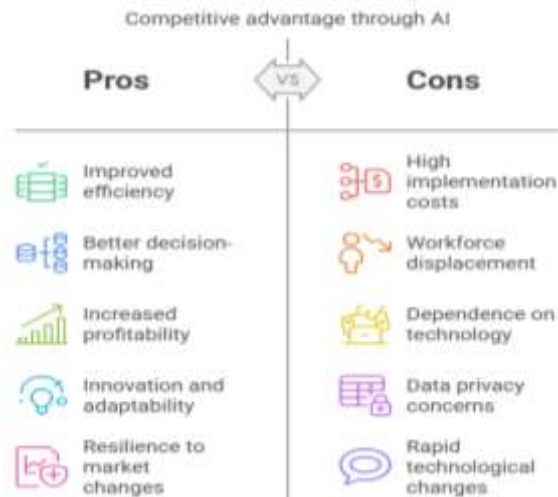 Competitive advantage through AI
Pros
VS
Cons
Improved
efficiency
High
implementation
costs
$
Better decision-
making
Workforce
displacement
Increased
profitability
Dependence on
technology
Innovation and
adaptability
Data privacy
concerns
Resilience to
market
changes
Rapid
technological
changes